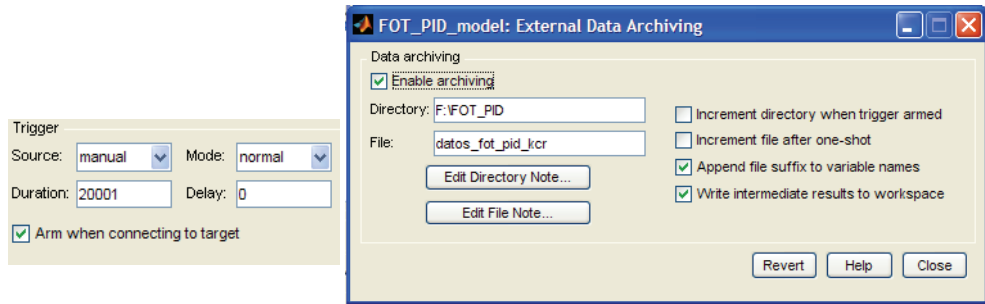 Trigger
Source: manual Mode: normal
Duration: 20001 Delay: 0
Arm when connecting to target
FOT_PID_model: External Data Archiving
Data archiving
Enable archiving
Directory: F:\FOT_PID
File: datos_fot_pid_kcr
Edit Directory Note...
Edit File Note...
Increment directory when trigger armed
Increment file after one-shot
Append file suffix to variable names
Write intermediate results to workspace
Revert Help Close